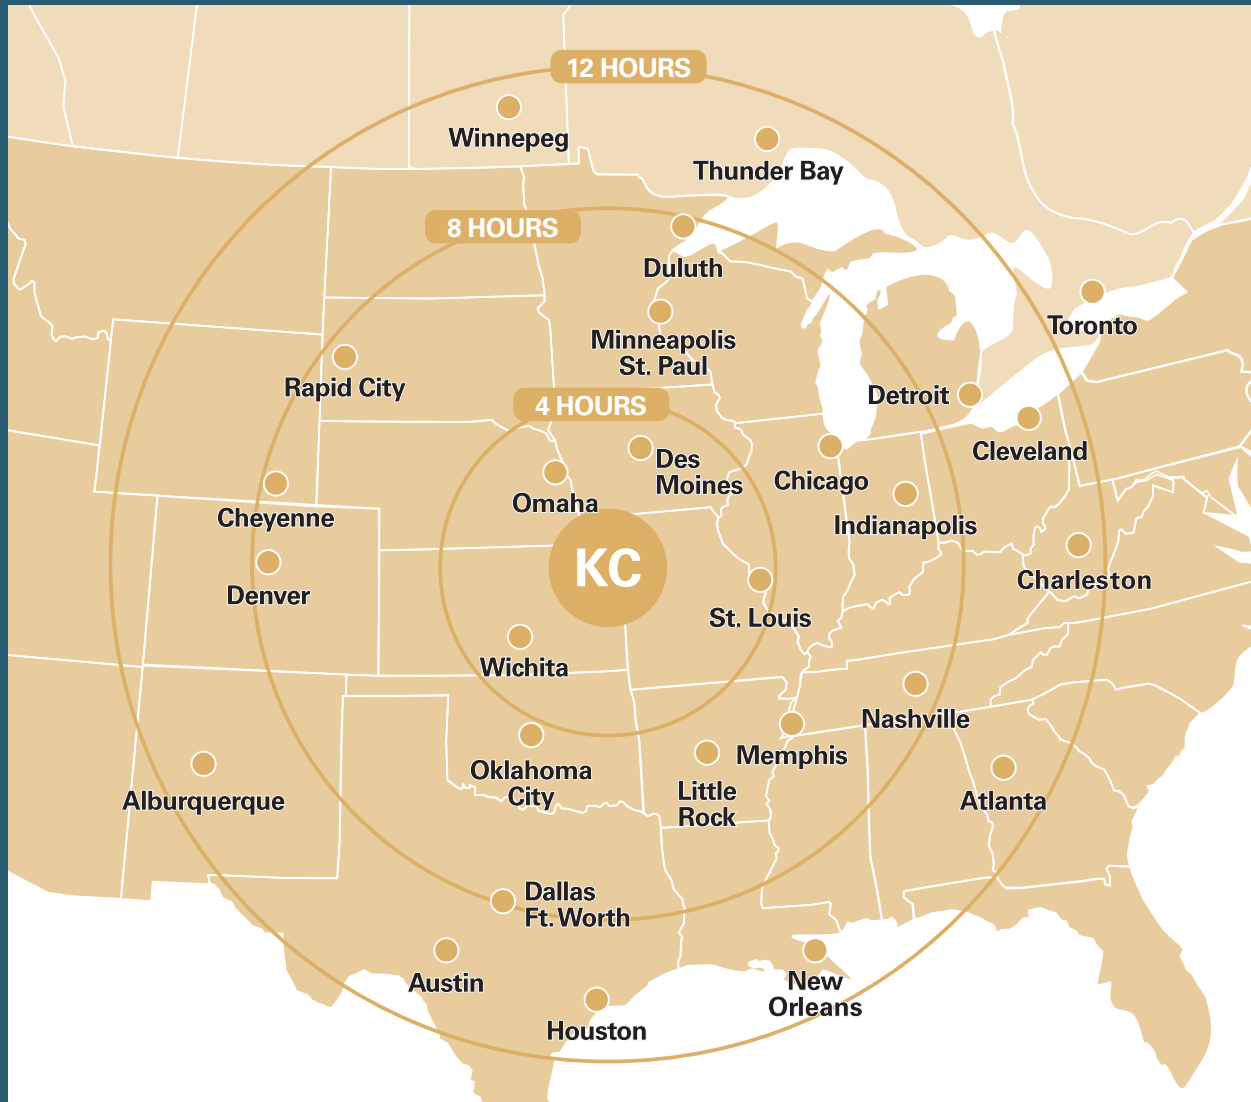 12 HOURS
Winnepeg
Thunder Bay
8 HOURS
Duluth
Toronto
Minneapolis
St. Paul
Rapid City
Detroit
4 HOURS
Cleveland
Des
Moines
Chicago
Omaha
Indianapolis
Cheyenne
KC
Charleston
Denver
St. Louis
Wichita
Nashville
Memphis
Oklahoma
City
Little
Rock
Alburquerque
Atlanta
Dallas
Ft. Worth
Austin
New
Orleans
Houston